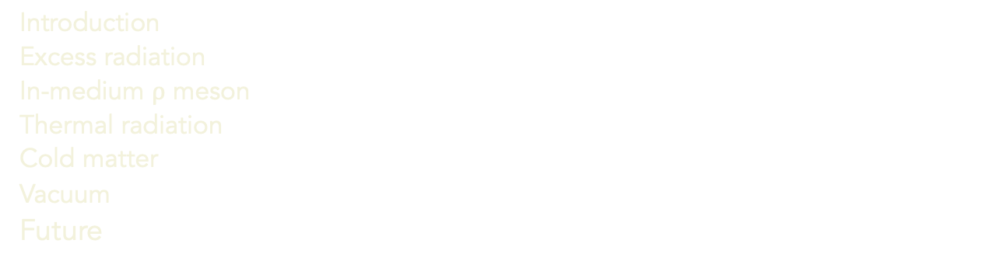 Introduction
Excess radiation
In-medium ρ meson
Thermal radiation
Cold matter
Vacuum
Future